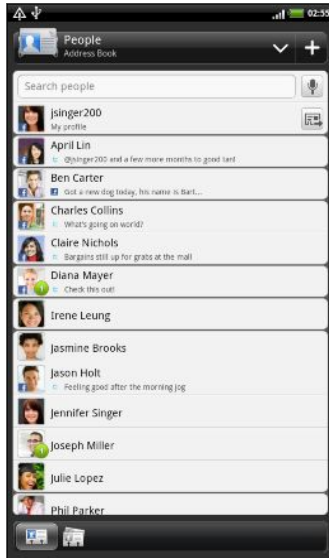 02:55
People
Address Book
Search people
jsinger200
My profile
April Lin
@jsinger200 and a few more months to good tard
Ben Carter
Got a new dog today, his name is Bart...
Charles Collins
What's going on world?
Claire Nichols
Bargains still up for grabs at the mall
Diana Mayer
Check this out!
Irene Leung
Jasmine Brooks
Jason Holt
Feeling good after the morning jog
Jennifer Singer
Joseph Miller
Julie Lopez
Phil Parker